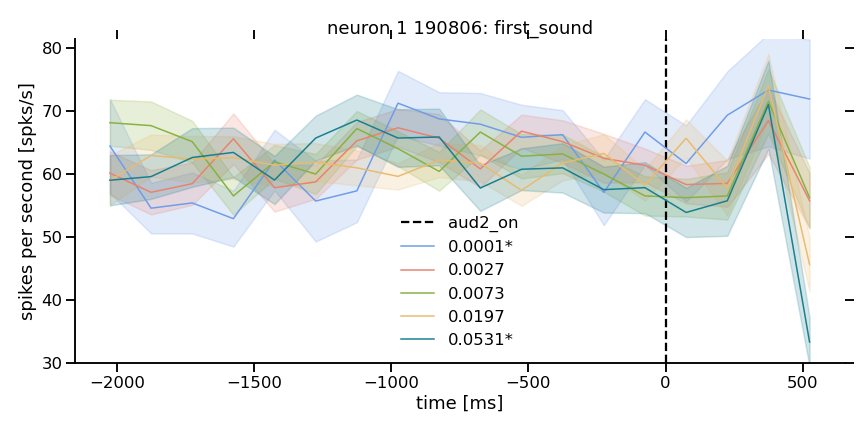 neuron 1 190806: first_sound
80
70
60
50
40
30
spikes per second [spks/s]
aud2_on
0.0001*
0.0027
0.0073
0.0197
0.0531*
−2000 −1500 −1000 −500 0 500
time [ms]